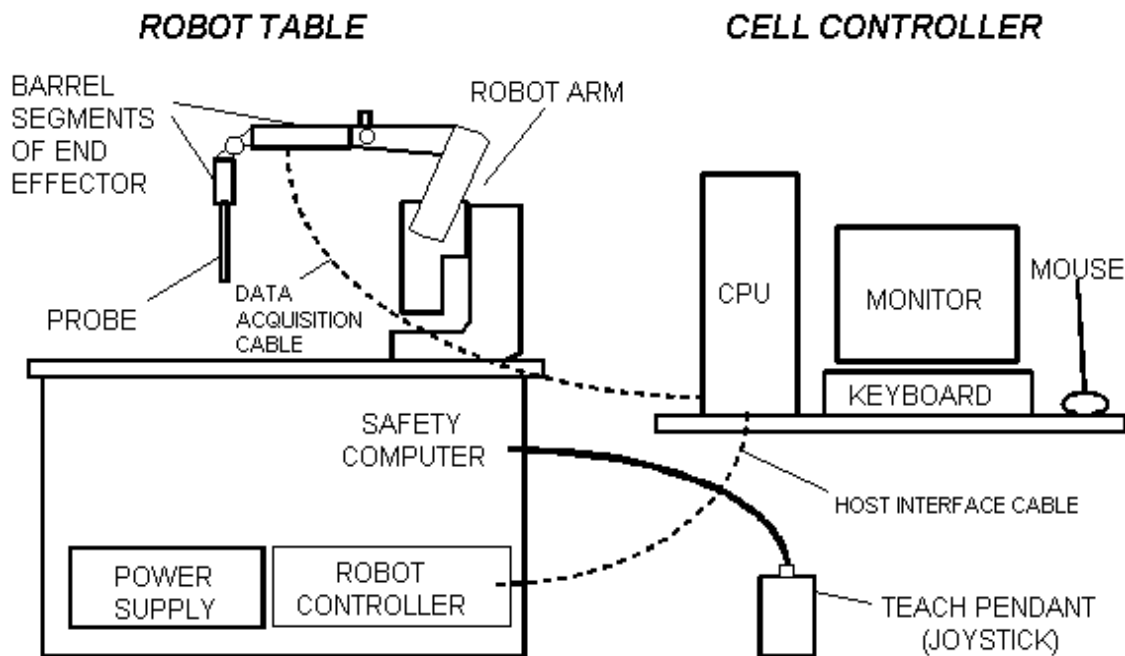 ROBOT TABLE
CELL CONTROLLER
BARREL
SEGMENTS
OF END
EFFECTOR
ROBOT ARM
PROBE
DATA
ACQUISITION
CABLE
CPU
MONITOR
MOUSE
KEYBOARD
SAFETY
COMPUTER
HOST INTERFACE CABLE
POWER
SUPPLY
ROBOT
CONTROLLER
TEACH PENDANT
(JOYSTICK)